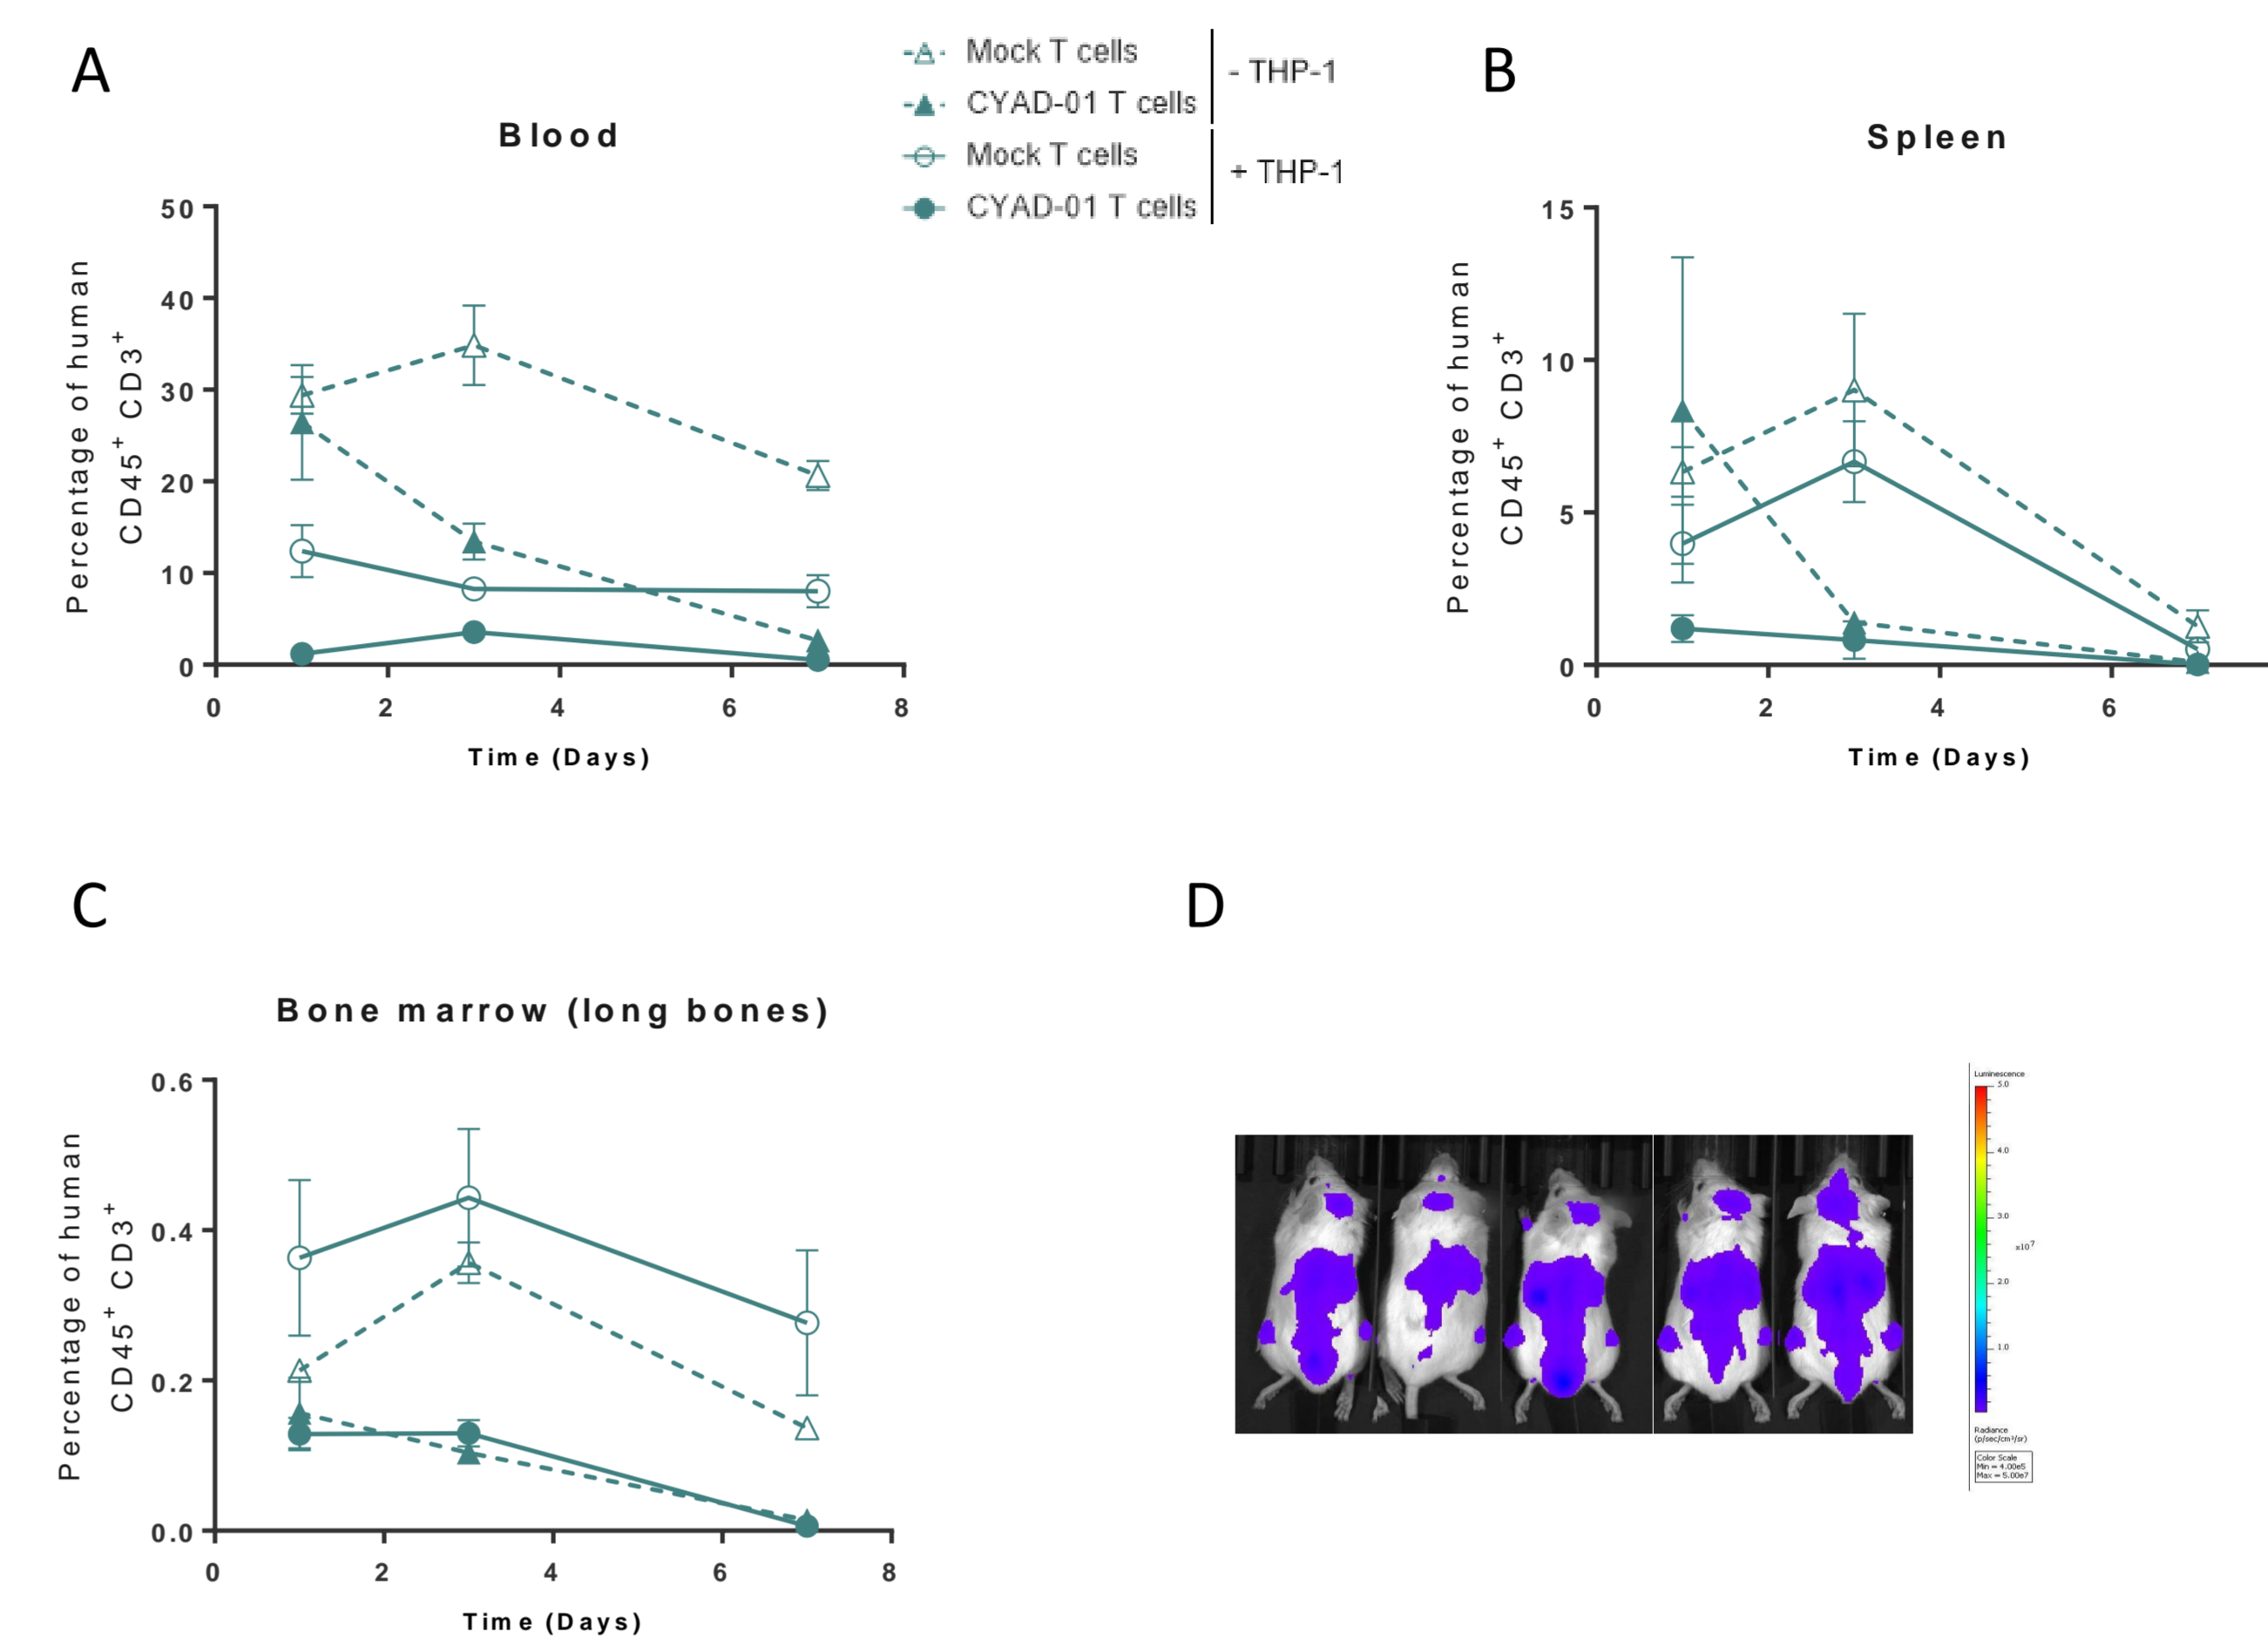 A
Mock T cells
CYAD-01 T cells
- THP-1
Mock T cells
CYAD-01 T cells
+ THP-1
Blood
Percentage of human
CD45+ CD3+
50
40
30
20
10
0
0 2 4 6 8
Time (Days)
B
Spleen
Percentage of human
CD45+ CD3+
15
10
5
0
0 2 4 6
Time (Days)
C
Bone marrow (long bones)
Percentage of human
CD45+ CD3+
0.6
0.4
0.2
0.0
0 2 4 6 8
Time (Days)
D
Luminescence
5.0
4.0
3.0
x10⁷
2.0
1.0
Radiance
(p/sec/cm²/sr)
Color Scale
Min = 4.00e5
Max = 5.00e7